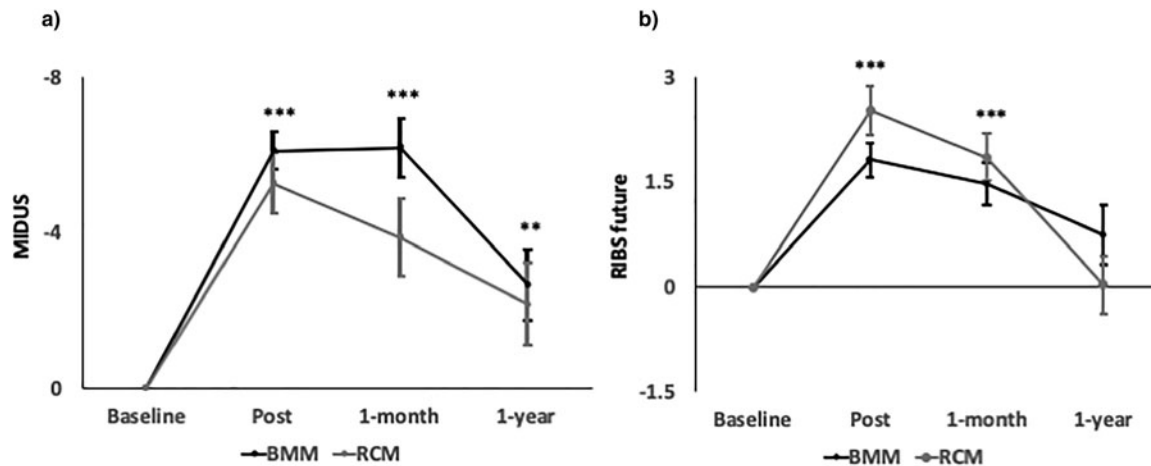 a)
-8
-4
0
MIDUS
***
***
**
Baseline Post 1-month 1-year
BMM RCM
b)
3
1.5
0
-1.5
RIBS future
***
***
Baseline Post 1-month 1-year
BMM RCM